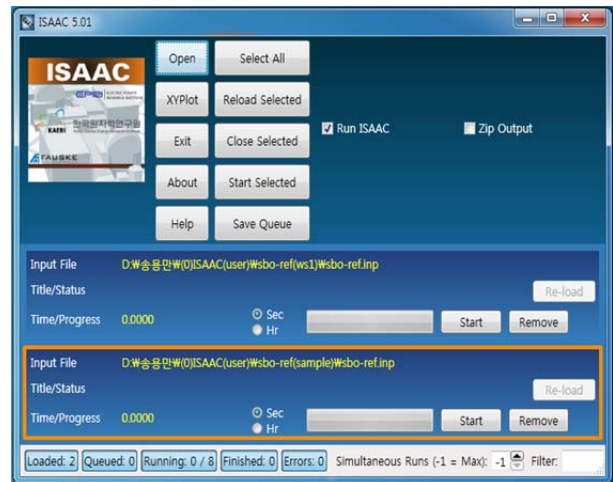 ISAAC 5.01
ISAAC
EPRI
KAERI 한국원자력연구원
FAUSKE
Open
Select All
XYPlot
Reload Selected
Exit
Close Selected
About
Start Selected
Help
Save Queue
Run ISAAC
Zip Output
Input File D:₩송용만₩(0)ISAAC(user)₩sbo-ref(ws1)₩sbo-ref.inp
Title/Status
Re-load
Time/Progress 0.0000 Sec
Hr
Start Remove
Input File D:₩송용만₩(0)ISAAC(user)₩sbo-ref(sample)₩sbo-ref.inp
Title/Status
Re-load
Time/Progress 0.0000 Sec
Hr
Start Remove
Loaded: 2 Queued: 0 Running: 0 / 8 Finished: 0 Errors: 0 Simultaneous Runs (-1 = Max): -1 Filter: